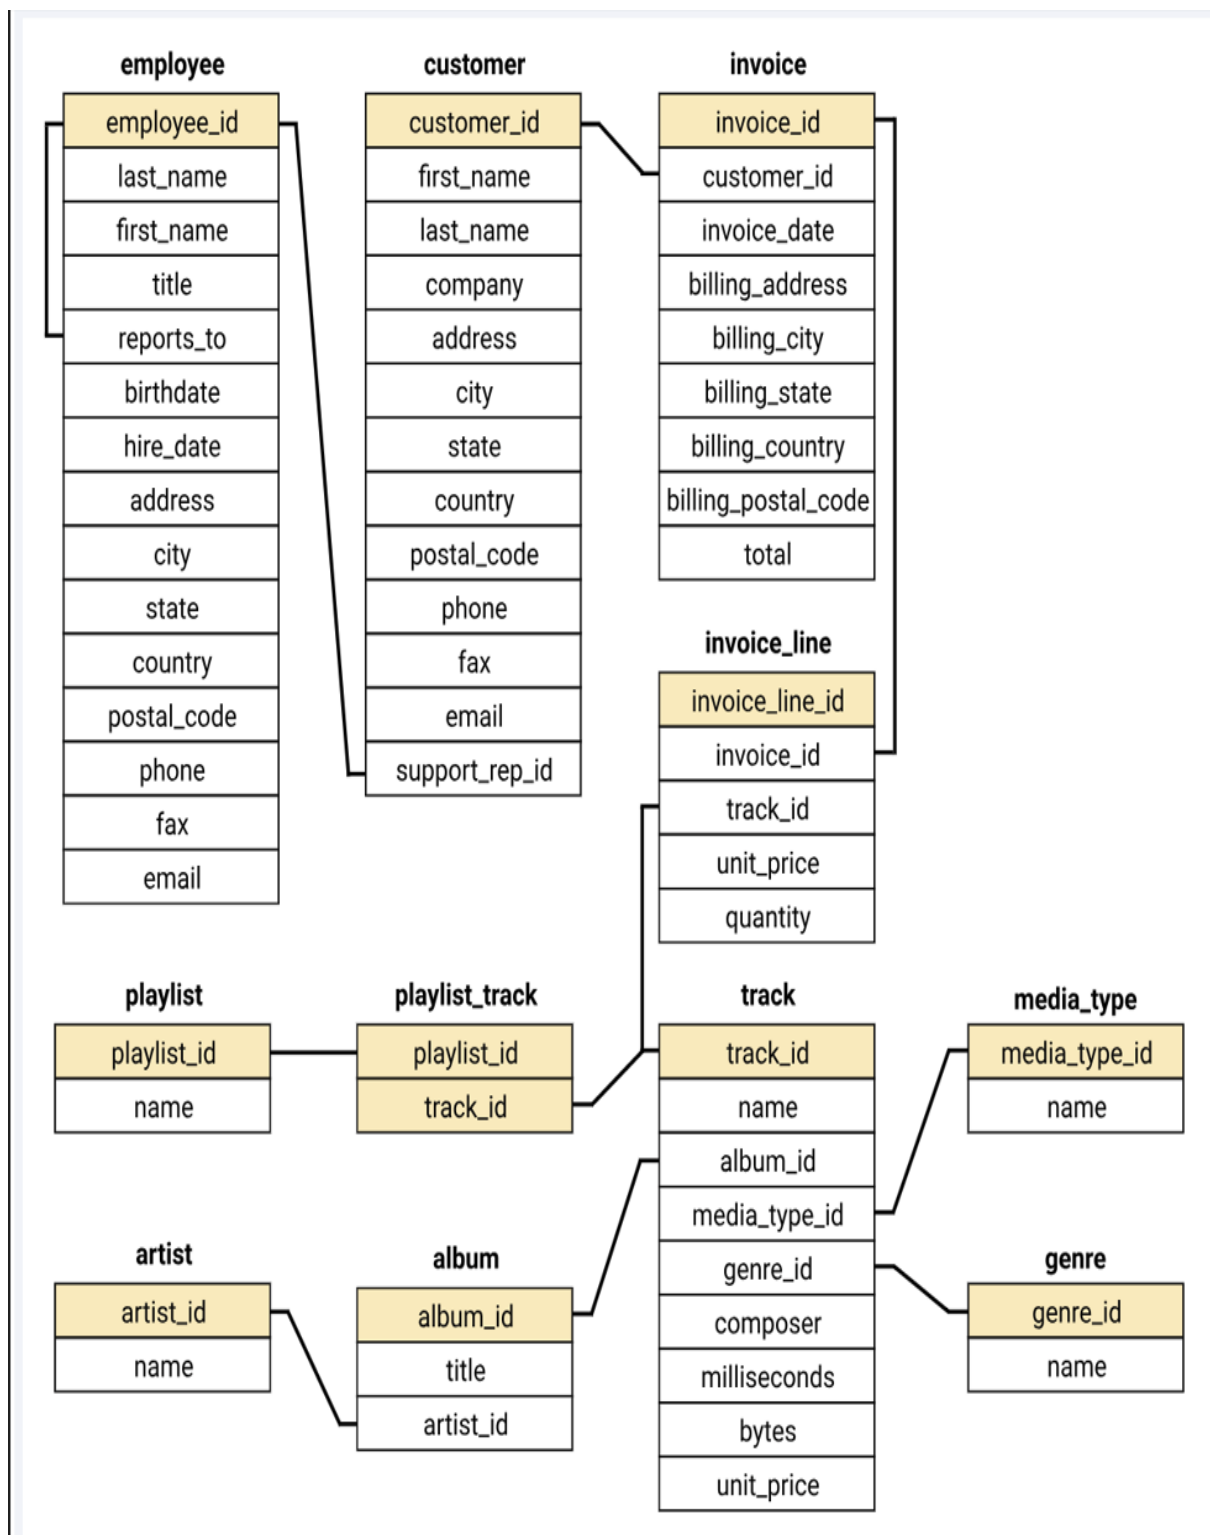 employee
employee_id
last_name
first_name
title
reports_to
birthdate
hire_date
address
city
state
country
postal_code
phone
fax
email
customer
customer_id
first_name
last_name
company
address
city
state
country
postal_code
phone
fax
email
support_rep_id
invoice
invoice_id
customer_id
invoice_date
billing_address
billing_city
billing_state
billing_country
billing_postal_code
total
invoice_line
invoice_line_id
invoice_id
track_id
unit_price
quantity
playlist
playlist_id
name
playlist_track
playlist_id
track_id
track
track_id
name
album_id
media_type_id
genre_id
composer
milliseconds
bytes
unit_price
media_type
media_type_id
name
artist
artist_id
name
album
album_id
title
artist_id
genre
genre_id
name